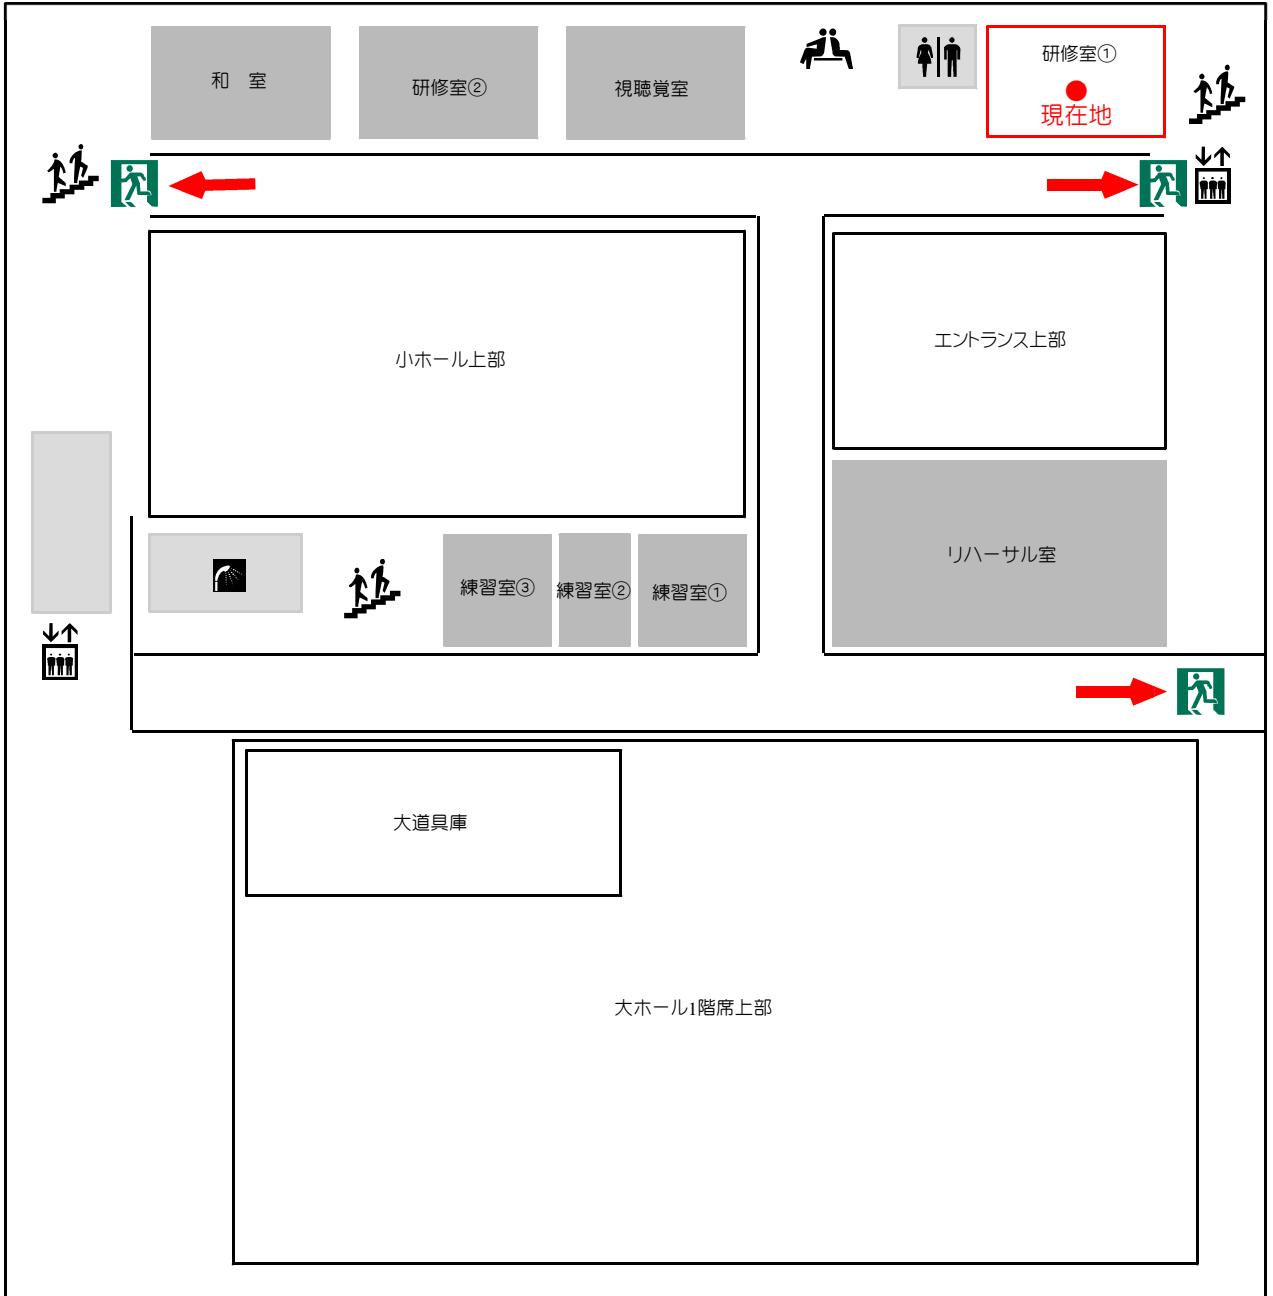 和　室
研修室②
視聴覚室
研修室①
現在地
小ホール上部
エントランス上部
リハーサル室
練習室③
練習室②
練習室①
大道具庫
大ホール1階席上部